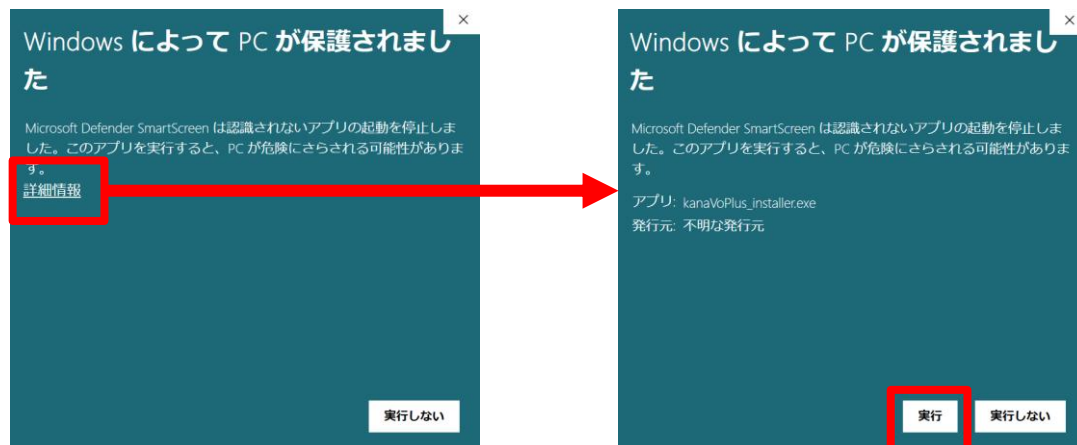 ×
Windows によって PC が保護されまし
た
Microsoft Defender SmartScreen は認識されないアプリの起動を停止しま
した。このアプリを実行すると、PC が危険にさらされる可能性がありま
す。
詳細情報
実行しない
×
Windows によって PC が保護されまし
た
Microsoft Defender SmartScreen は認識されないアプリの起動を停止しま
した。このアプリを実行すると、PC が危険にさらされる可能性がありま
す。
アプリ: kanaVoPlus_installer.exe
発行元: 不明な発行元
実行 実行しない